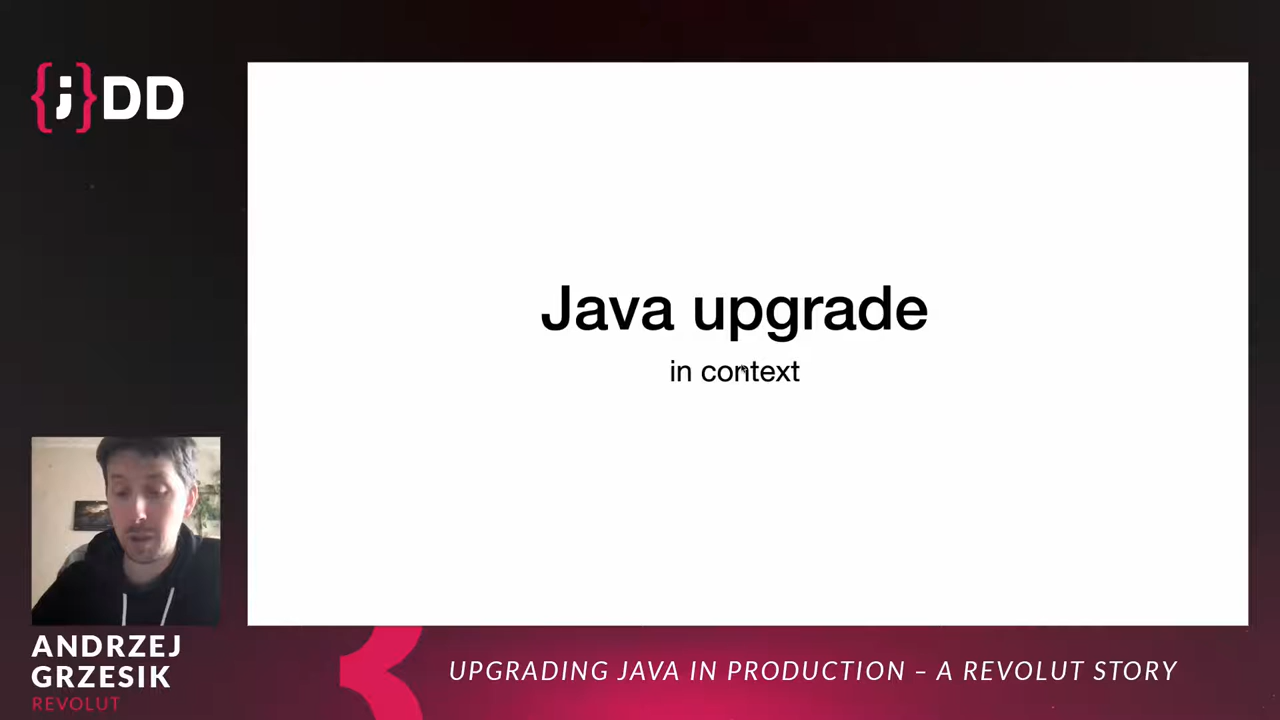 {;}DD
Java upgrade
in context
ANDRZEJ
GRZESIK
REVOLUT
UPGRADING JAVA IN PRODUCTION – A REVOLUT STORY